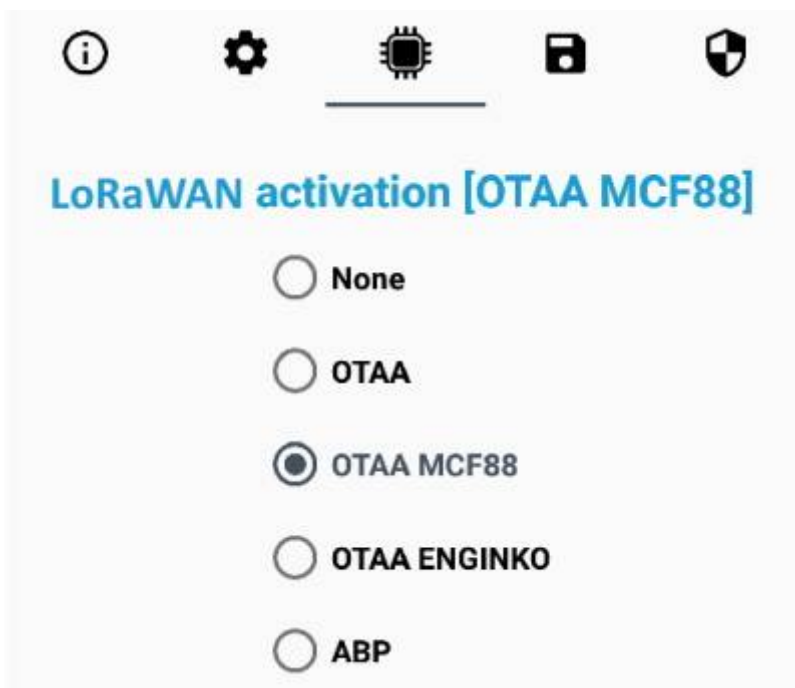 LoRaWAN activation [OTAA MCF88]
None
OTAA
OTAA MCF88
OTAA ENGINKO
ABP